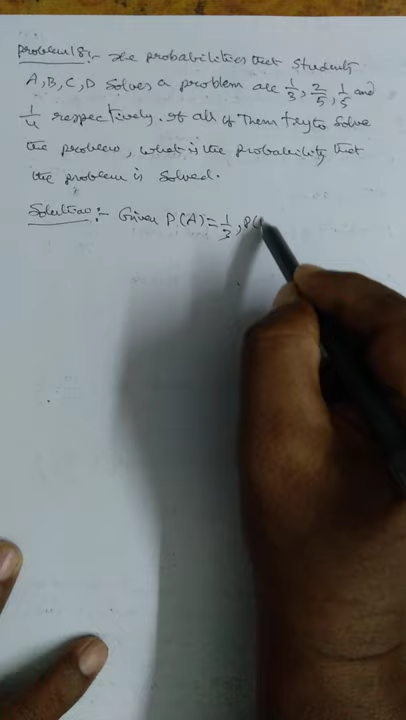 problem 18:- The probabilities that students
A, B, C, D solves a problem are 1/3, 2/5, 1/5 and
1/4 respectively. If all of them try to solve
the problem, what is the probability that
the problem is solved.
Solution:- Given P(A) = 1/3, P(